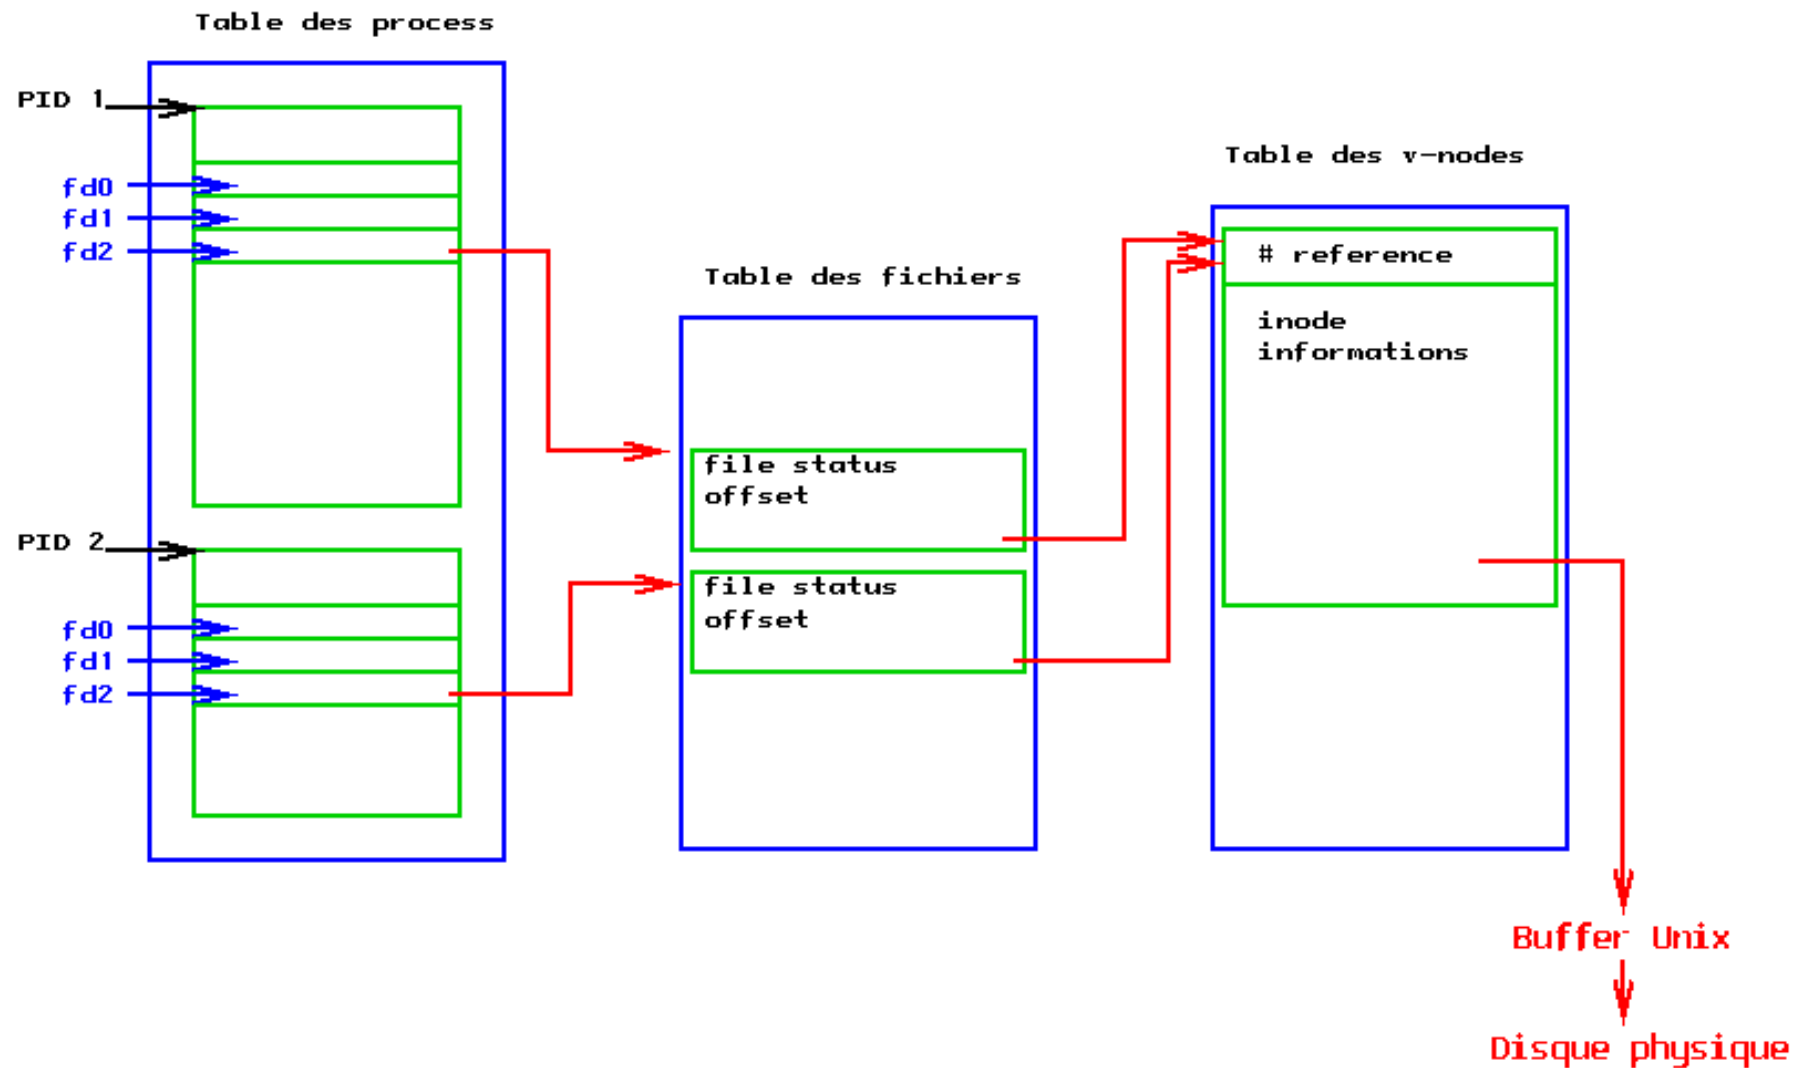 Table des process
PID 1
fd0
fd1
fd2
PID 2
fd0
fd1
fd2
Table des fichiers
file status
offset
file status
offset
Table des v-nodes
# reference
inode
informations
Buffer Unix
Disque physique